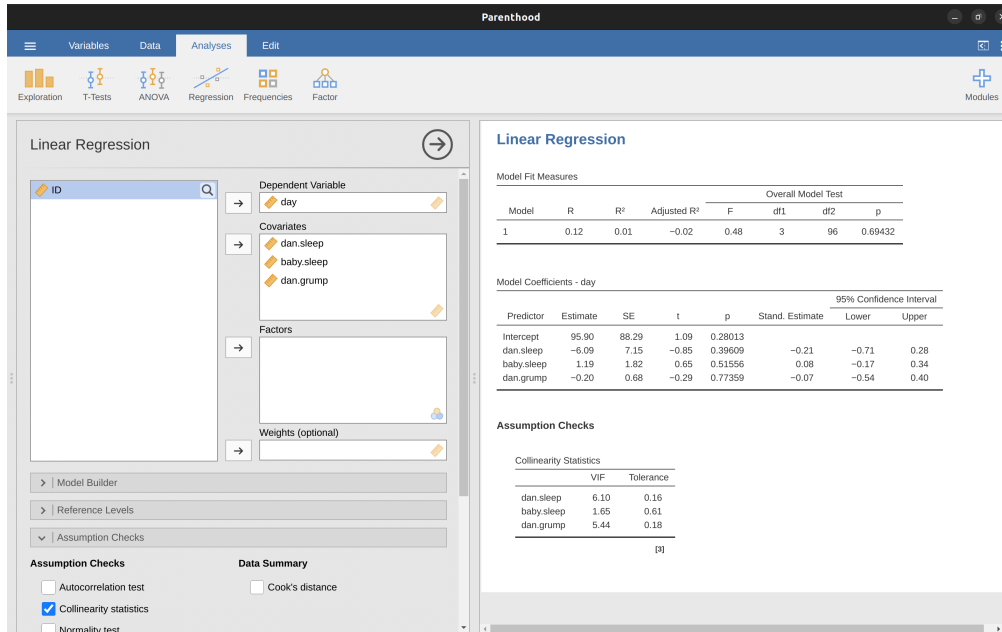 Parenthood
Variables Data Analyses Edit
Exploration T-Tests ANOVA Regression Frequencies Factor Modules
Linear Regression
ID
Dependent Variable
day
Covariates
dan.sleep
baby.sleep
dan.grump
Factors
Weights (optional)
Model Builder
Reference Levels
Assumption Checks
Assumption Checks Data Summary
Autocorrelation test Cook's distance
Collinearity statistics
Normality test
Linear Regression
Model Fit Measures
Overall Model Test
Model R R² Adjusted R² F df1 df2 p
1 0.12 0.01 −0.02 0.48 3 96 0.69432
Model Coefficients - day
95% Confidence Interval
Predictor Estimate SE t p Stand. Estimate Lower Upper
Intercept 95.90 88.29 1.09 0.28013
dan.sleep −6.09 7.15 −0.85 0.39609 −0.21 −0.71 0.28
baby.sleep 1.19 1.82 0.65 0.51556 0.08 −0.17 0.34
dan.grump −0.20 0.68 −0.29 0.77359 −0.07 −0.54 0.40
Assumption Checks
Collinearity Statistics
VIF Tolerance
dan.sleep 6.10 0.16
baby.sleep 1.65 0.61
dan.grump 5.44 0.18
[3]